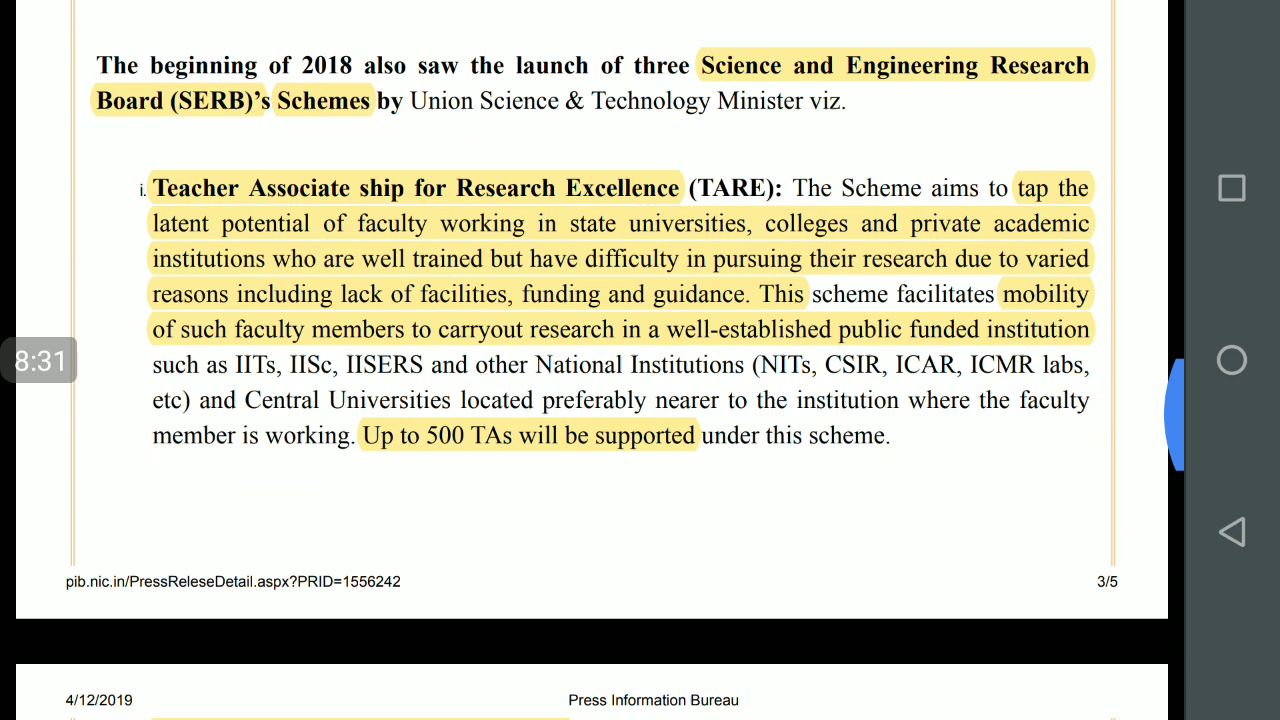 The beginning of 2018 also saw the launch of three Science and Engineering Research
Board (SERB)’s Schemes by Union Science & Technology Minister viz.
i. Teacher Associate ship for Research Excellence (TARE): The Scheme aims to tap the
latent potential of faculty working in state universities, colleges and private academic
institutions who are well trained but have difficulty in pursuing their research due to varied
reasons including lack of facilities, funding and guidance. This scheme facilitates mobility
of such faculty members to carryout research in a well-established public funded institution
8:31
such as IITs, IISc, IISERS and other National Institutions (NITs, CSIR, ICAR, ICMR labs,
etc) and Central Universities located preferably nearer to the institution where the faculty
member is working. Up to 500 TAs will be supported under this scheme.
pib.nic.in/PressReleseDetail.aspx?PRID=1556242 3/5
4/12/2019 Press Information Bureau